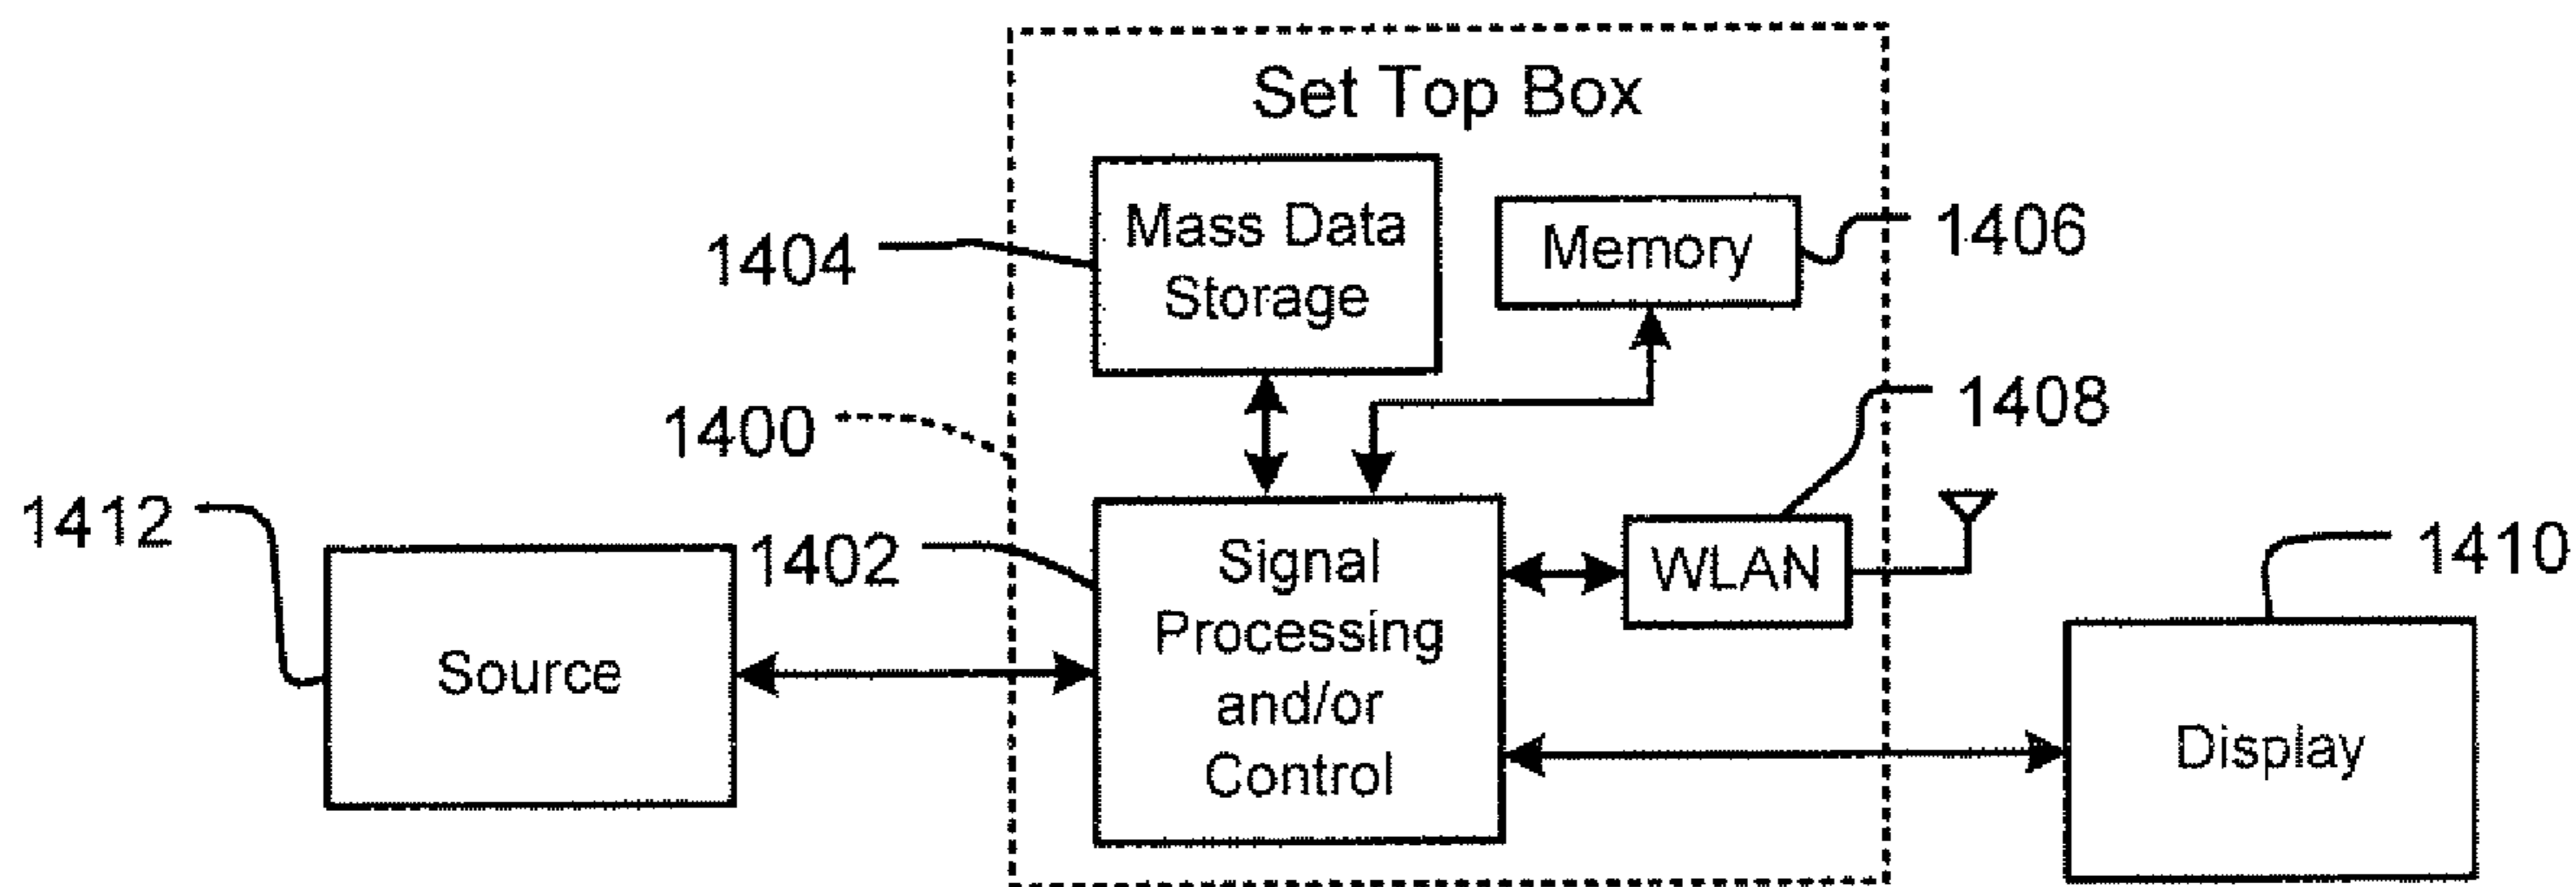 Set Top Box
1404
Mass Data
Storage
Memory
1406
1400
1408
1412
1402
Source
Signal
Processing
and/or
Control
WLAN
1410
Display